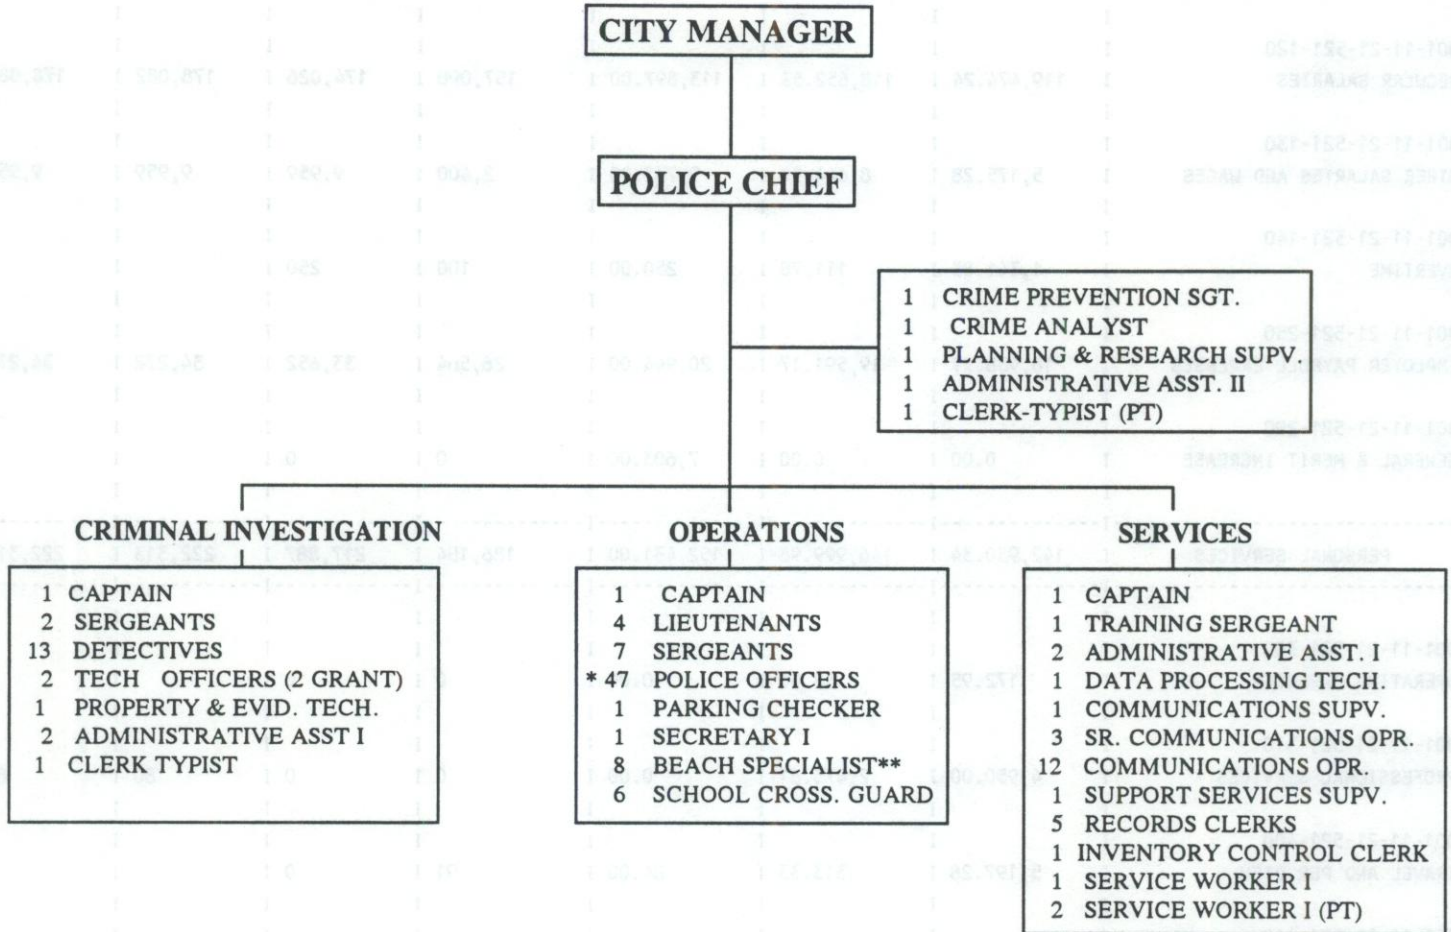 CITY MANAGER
POLICE CHIEF
1 CRIME PREVENTION SGT.
1 CRIME ANALYST
1 PLANNING & RESEARCH SUPV.
1 ADMINISTRATIVE ASST. II
1 CLERK-TYPIST (PT)
CRIMINAL INVESTIGATION
1 CAPTAIN
2 SERGEANTS
13 DETECTIVES
2 TECH OFFICERS (2 GRANT)
1 PROPERTY & EVID. TECH.
2 ADMINISTRATIVE ASST I
1 CLERK TYPIST
OPERATIONS
1 CAPTAIN
4 LIEUTENANTS
7 SERGEANTS
* 47 POLICE OFFICERS
1 PARKING CHECKER
1 SECRETARY I
8 BEACH SPECIALIST**
6 SCHOOL CROSS. GUARD
SERVICES
1 CAPTAIN
1 TRAINING SERGEANT
2 ADMINISTRATIVE ASST.
1 DATA PROCESSING TECH.
1 COMMUNICATIONS SUPV.
3 SR. COMMUNICATIONS OPR.
12 COMMUNICATIONS OPR.
1 SUPPORT SERVICES SUPV.
5 RECORDS CLERKS
1 INVENTORY CONTROL CLERK
1 SERVICE WORKER I
2 SERVICE WORKER I (PT)